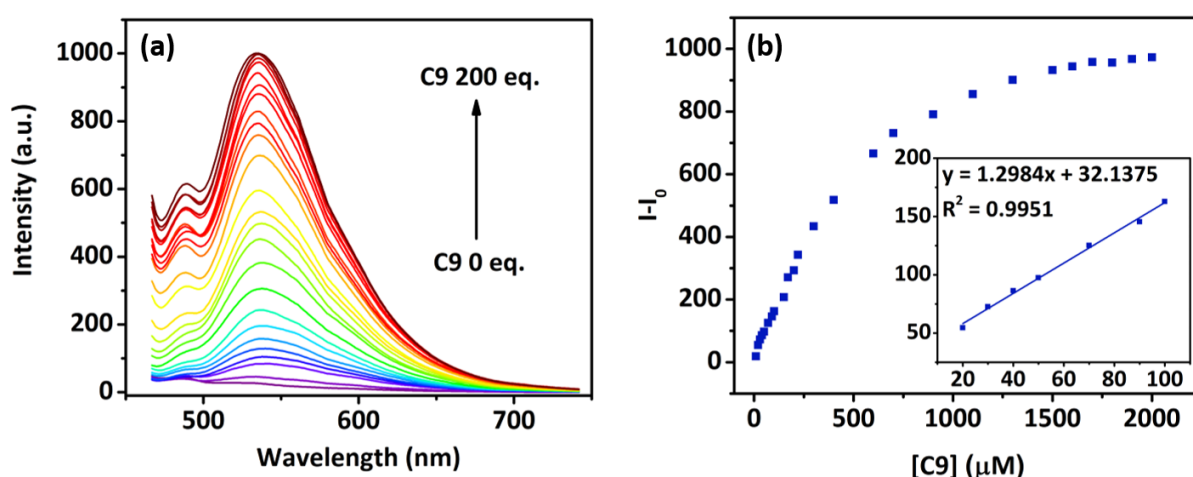 (a)
1000
800
600
400
200
0
500
600
700
Intensity (a.u.)
Wavelength (nm)
C9 200 eq.
C9 0 eq.
(b)
1000
800
600
400
200
0
0
500
1000
1500
2000
I-I₀
[C9] (μM)
200
150
100
50
20
40
60
80
100
y = 1.2984x + 32.1375
R² = 0.9951